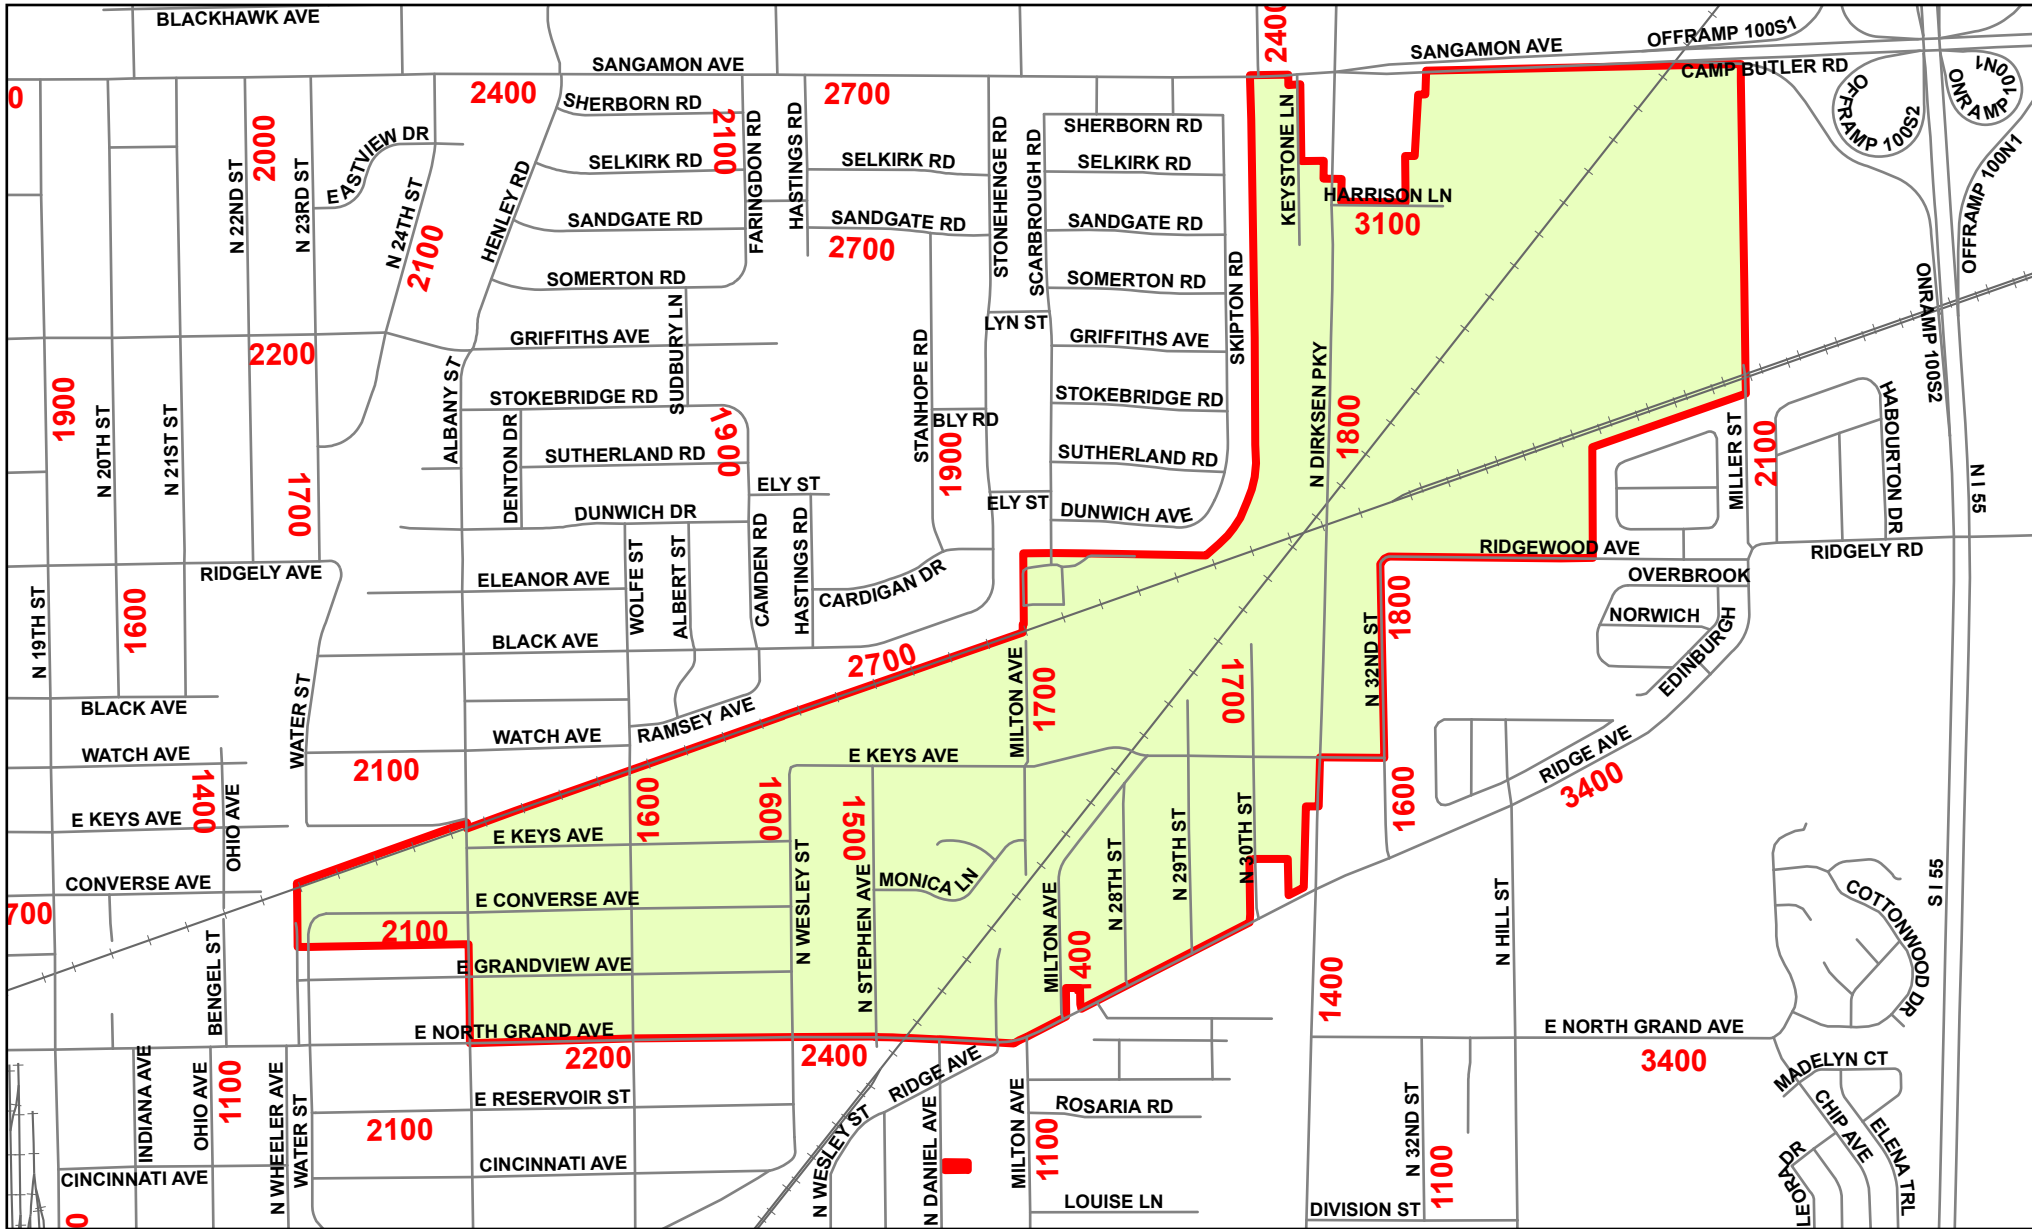 BLACKHAWK AVE
2400
SANGAMON AVE
OFFRAMP 100S1
SANGAMON AVE
CAMP BUTLER RD
ONRAMP 100N1
OFFRAMP 100S2
OFFRAMP 100N1
0
2400
2700
SHERBORN RD
2100
FARINGDON RD
HASTINGS RD
STONEHENGE RD
SCARBROUGH RD
SHERBORN RD
KEYSTONE LN
2000
N 22ND ST
N 23RD ST
E EASTVIEW DR
N 24TH ST
2100
HENLEY RD
SELKIRK RD
SELKIRK RD
SELKIRK RD
HARRISON LN
3100
SANDGATE RD
SANDGATE RD
2700
SANDGATE RD
SOMERTON RD
SOMERTON RD
SKIPTON RD
SUDBURY LN
LYN ST
GRIFFITHS AVE
GRIFFITHS AVE
2200
STANHOPE RD
N DIRKSEN PKY
1800
ONRAMP 100S2
1900
N 20TH ST
N 21ST ST
ALBANY ST
STOKEBRIDGE RD
STOKEBRIDGE RD
DENTON DR
1900
BLY RD
1900
MILLER ST
2100
HABOURTON DR
N I 55
SUTHERLAND RD
SUTHERLAND RD
1700
ELY ST
ELY ST
DUNWICH DR
DUNWICH AVE
RIDGEWOOD AVE
RIDGELY RD
RIDGELY AVE
ELEANOR AVE
WOLFE ST
ALBERT ST
CAMDEN RD
HASTINGS RD
CARDIGAN DR
OVERBROOK
N 19TH ST
1600
1800
N 32ND ST
NORWICH
EDINBURGH
BLACK AVE
2700
MILTON AVE
1700
1700
BLACK AVE
WATER ST
RAMSEY AVE
WATCH AVE
WATCH AVE
2100
E KEYS AVE
RIDGE AVE
3400
1400
OHIO AVE
1600
1600
1500
1600
E KEYS AVE
E KEYS AVE
N WESLEY ST
N STEPHEN AVE
MONICA LN
MILTON AVE
1400
N 28TH ST
N 29TH ST
N 30TH ST
CONVERSE AVE
700
E CONVERSE AVE
2100
N HILL ST
COTTONWOOD DR
S I 55
BENGEL ST
E GRANDVIEW AVE
1400
E NORTH GRAND AVE
2200
2400
E NORTH GRAND AVE
3400
INDIANA AVE
OHIO AVE
1100
N WHEELER AVE
WATER ST
E RESERVOIR ST
2100
RIDGE AVE
N WESLEY ST
N DANIEL AVE
MILTON AVE
1100
ROSARIA RD
N 32ND ST
1100
MADELYN CT
CHIP AVE
ELENA TRL
LEORA DR
CINCINNATI AVE
CINCINNATI AVE
LOUISE LN
DIVISION ST
0